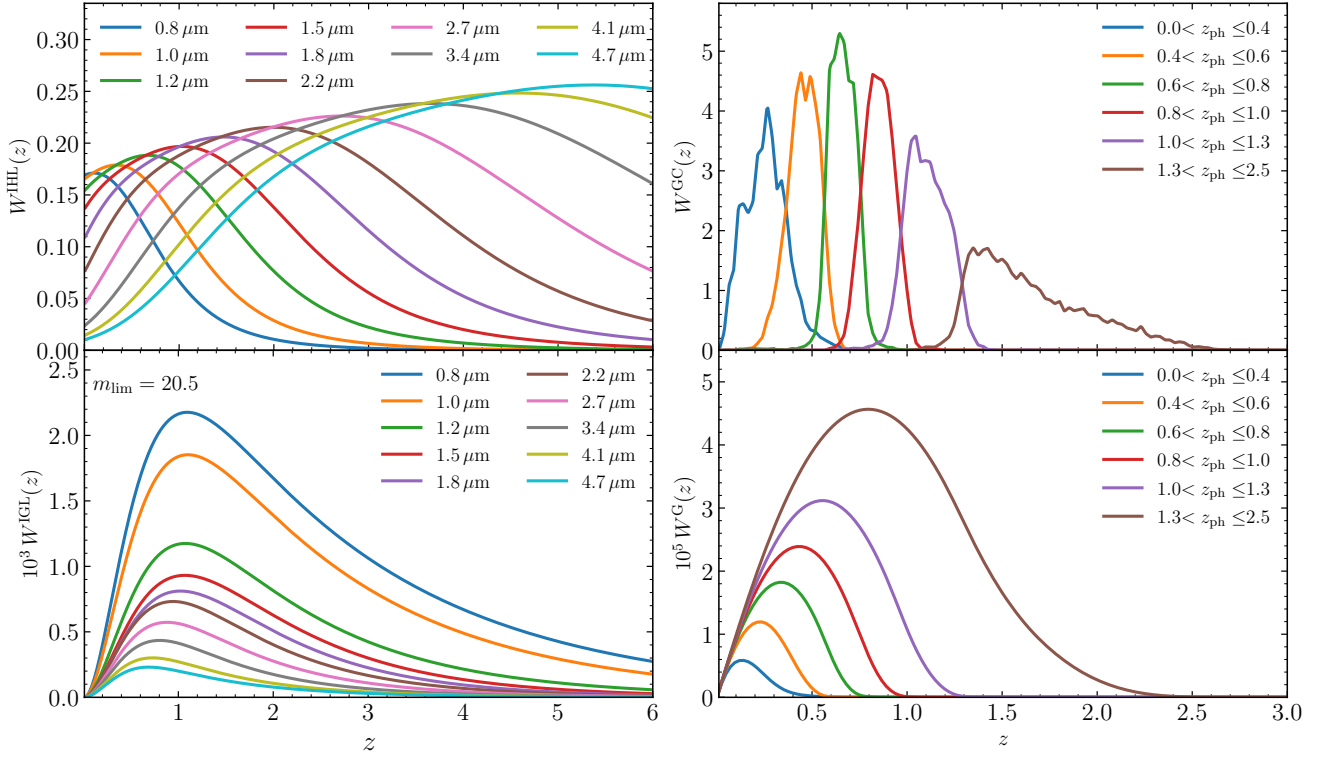 W^IHL(z)
0.30
0.25
0.20
0.15
0.10
0.05
0.00
0.8 μm
1.0 μm
1.2 μm
1.5 μm
1.8 μm
2.2 μm
2.7 μm
3.4 μm
4.1 μm
4.7 μm
W^GC(z)
5
4
3
2
1
0
0.0< z_ph ≤0.4
0.4< z_ph ≤0.6
0.6< z_ph ≤0.8
0.8< z_ph ≤1.0
1.0< z_ph ≤1.3
1.3< z_ph ≤2.5
10^3 W^IGL(z)
2.5
2.0
1.5
1.0
0.5
0.0
m_lim = 20.5
0.8 μm
1.0 μm
1.2 μm
1.5 μm
1.8 μm
2.2 μm
2.7 μm
3.4 μm
4.1 μm
4.7 μm
1 2 3 4 5 6
z
10^5 W^G(z)
5
4
3
2
1
0
0.0< z_ph ≤0.4
0.4< z_ph ≤0.6
0.6< z_ph ≤0.8
0.8< z_ph ≤1.0
1.0< z_ph ≤1.3
1.3< z_ph ≤2.5
0.5 1.0 1.5 2.0 2.5 3.0
z